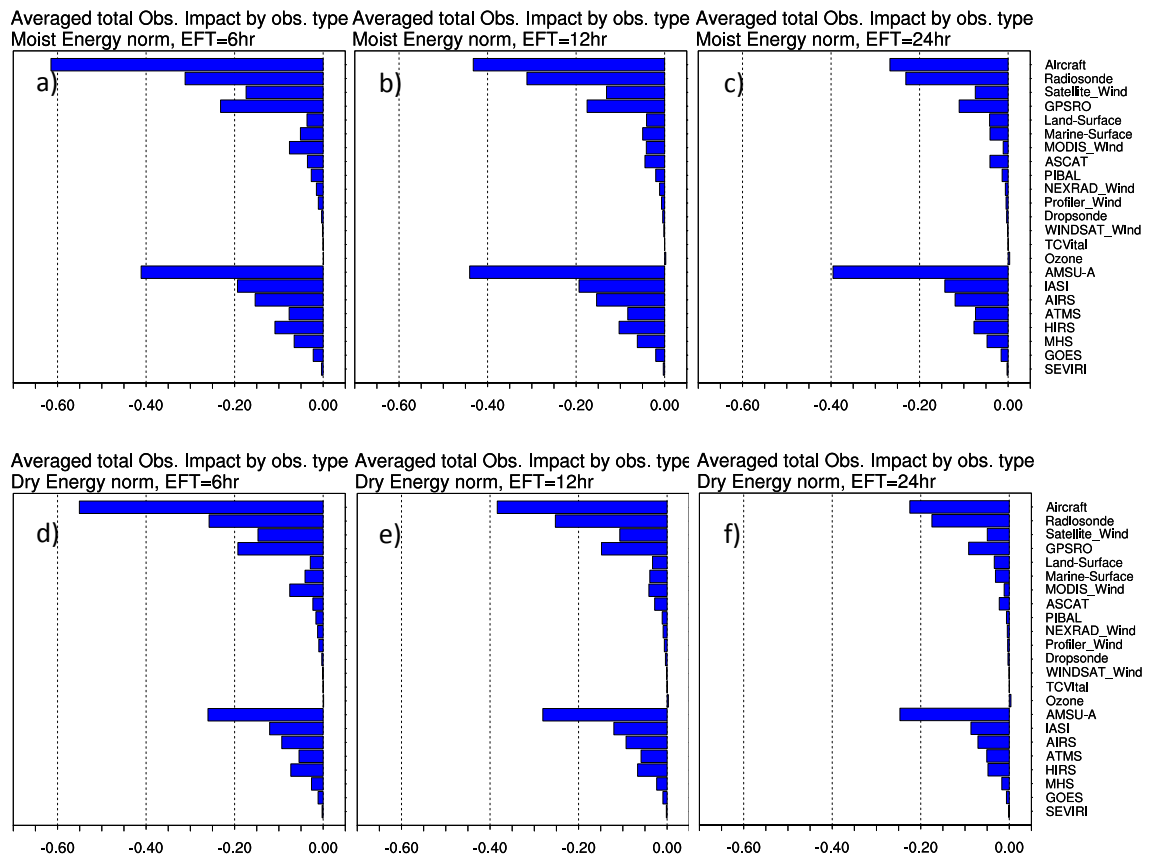 Averaged total Obs. Impact by obs. type
Moist Energy norm, EFT=6hr
Averaged total Obs. Impact by obs. type
Moist Energy norm, EFT=12hr
Averaged total Obs. Impact by obs. type
Moist Energy norm, EFT=24hr
a)
b)
c)
Aircraft
Radiosonde
Satellite_Wind
GPSRO
Land-Surface
Marine-Surface
MODIS_Wind
ASCAT
PIBAL
NEXRAD_Wind
Profiler_Wind
Dropsonde
WINDSAT_Wind
TCVital
Ozone
AMSU-A
IASI
AIRS
ATMS
HIRS
MHS
GOES
SEVIRI
-0.60 -0.40 -0.20 0.00
-0.60 -0.40 -0.20 0.00
-0.60 -0.40 -0.20 0.00
Averaged total Obs. Impact by obs. type
Dry Energy norm, EFT=6hr
Averaged total Obs. Impact by obs. type
Dry Energy norm, EFT=12hr
Averaged total Obs. Impact by obs. type
Dry Energy norm, EFT=24hr
d)
e)
f)
Aircraft
Radiosonde
Satellite_Wind
GPSRO
Land-Surface
Marine-Surface
MODIS_Wind
ASCAT
PIBAL
NEXRAD_Wind
Profiler_Wind
Dropsonde
WINDSAT_Wind
TCVital
Ozone
AMSU-A
IASI
AIRS
ATMS
HIRS
MHS
GOES
SEVIRI
-0.60 -0.40 -0.20 0.00
-0.60 -0.40 -0.20 0.00
-0.60 -0.40 -0.20 0.00